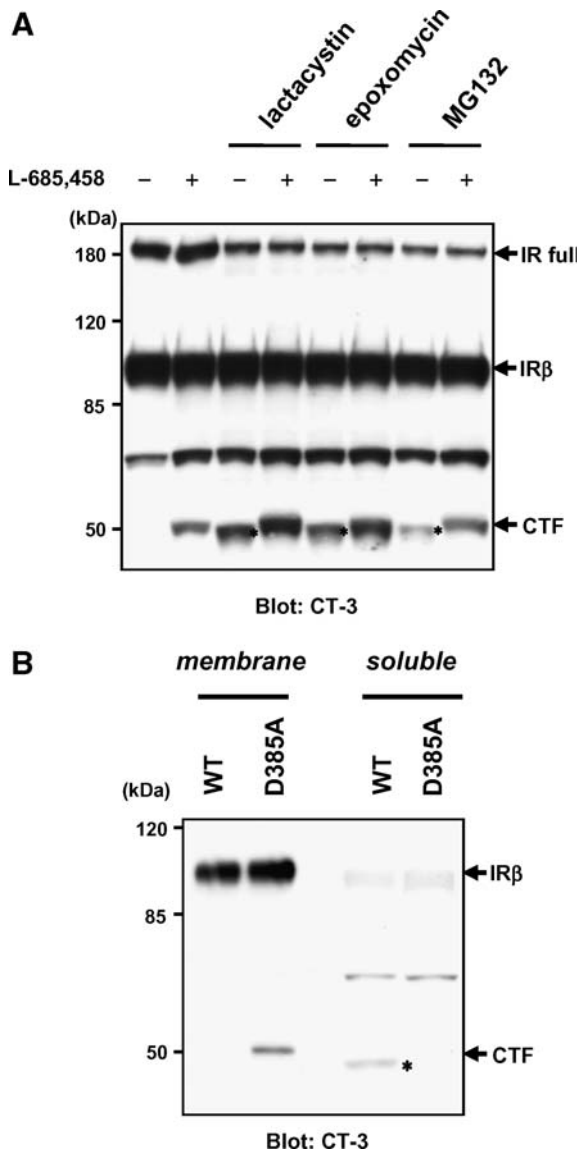 A
lactacystin
epoxomycin
MG132
L-685,458 – + – + – + – +
(kDa)
180
IR full
120
IRβ
85
50
*
*
*
CTF
Blot: CT-3
B
membrane soluble
WT
D385A
WT
D385A
(kDa)
120
IRβ
85
50
CTF
*
Blot: CT-3